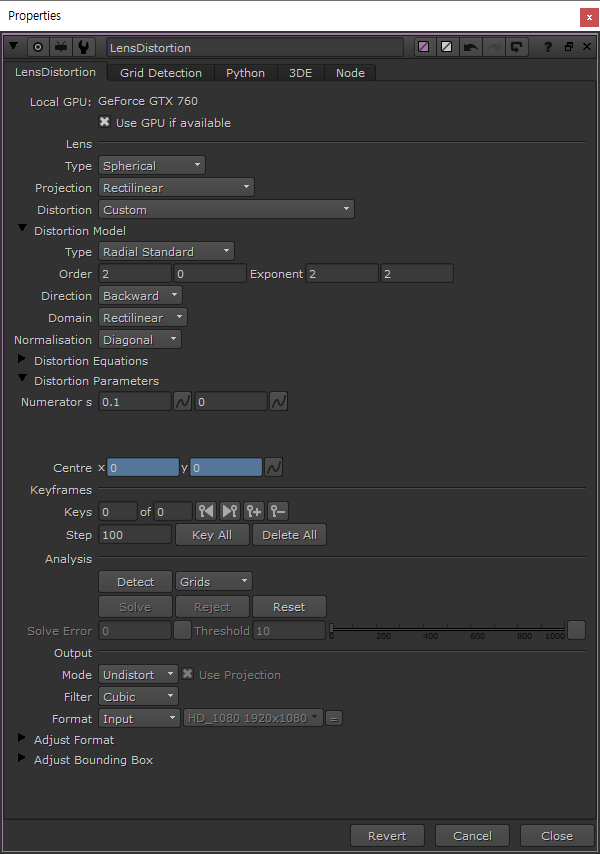 Properties
x
LensDistortion
?
LensDistortion Grid Detection Python 3DE Node
Local GPU: GeForce GTX 760
Use GPU if available
Lens
Type Spherical
Projection Rectilinear
Distortion Custom
Distortion Model
Type Radial Standard
Order 2 0 Exponent 2 2
Direction Backward
Domain Rectilinear
Normalisation Diagonal
Distortion Equations
Distortion Parameters
Numerator s 0.1 0
Centre x 0 y 0
Keyframes
Keys 0 of 0
Step 100 Key All Delete All
Analysis
Detect Grids
Solve Reject Reset
Solve Error 0 Threshold 10 0 200 400 600 800 1000
Output
Mode Undistort Use Projection
Filter Cubic
Format Input HD_1080 1920x1080 =
Adjust Format
Adjust Bounding Box
Revert Cancel Close